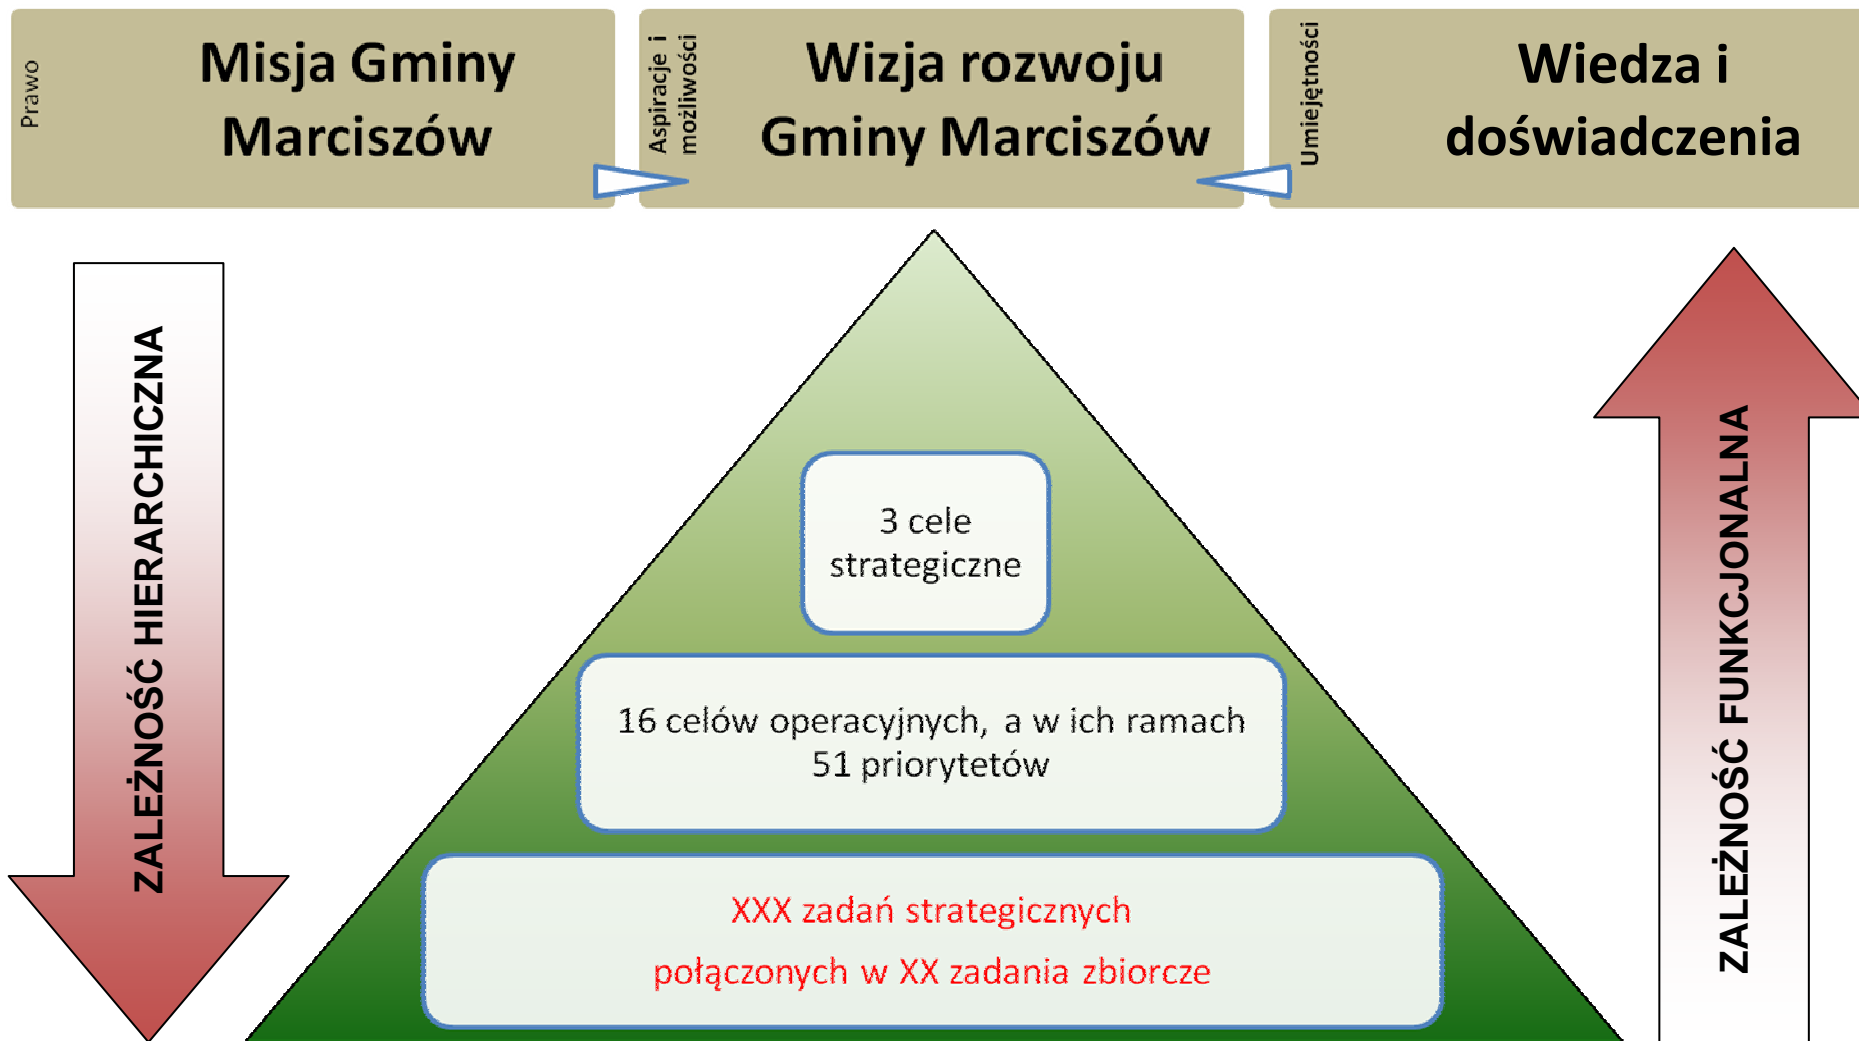 Prawo
Misja Gminy
Marciszów
Aspiracje i
możliwości
Wizja rozwoju
Gminy Marciszów
Umiejętności
Wiedza i
doświadczenia
ZALEŻNOŚĆ HIERARCHICZNA
3 cele
strategiczne
16 celów operacyjnych, a w ich ramach
51 priorytetów
XXX zadań strategicznych
połączonych w XX zadania zbiorcze
ZALEŻNOŚĆ FUNKCJONALNA